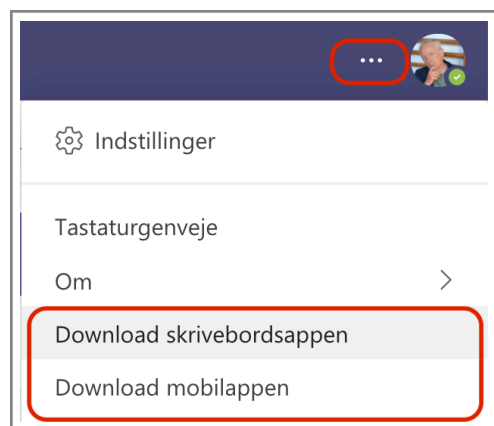 ...
Indstillinger
Tastaturgenveje
Om
Download skrivebordsappen
Download mobilappen